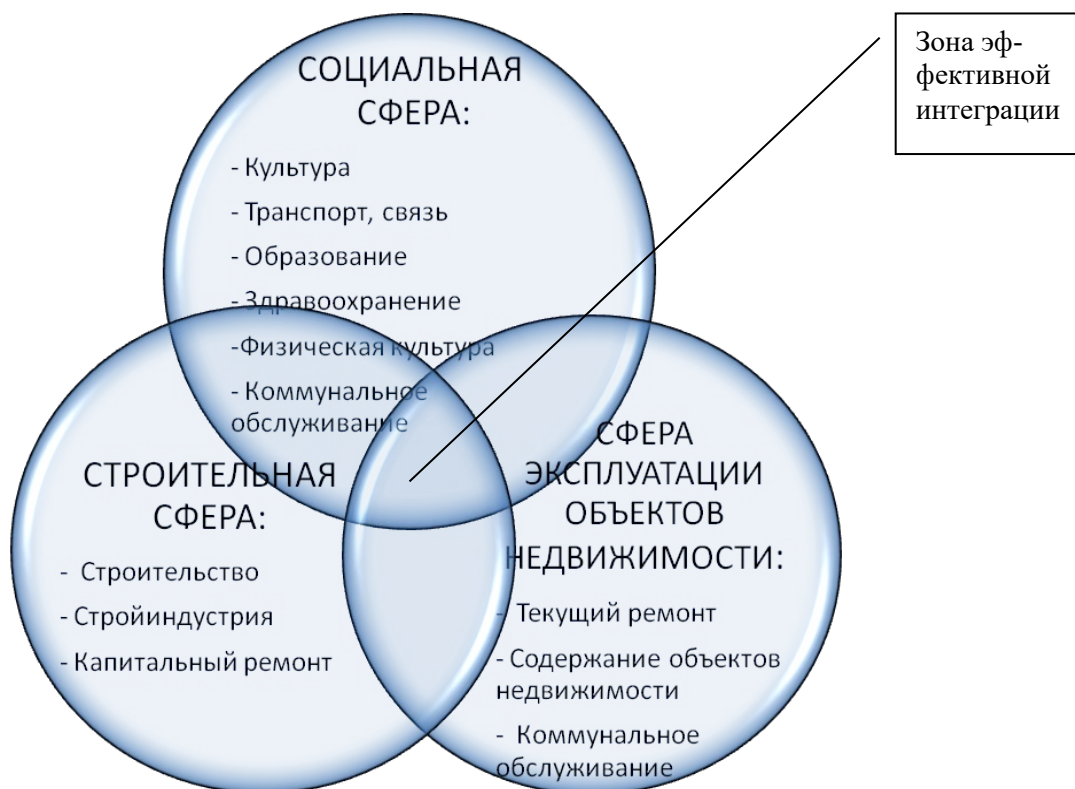 СОЦИАЛЬНАЯ
СФЕРА:
- Культура
- Транспорт, связь
- Образование
- Здравоохранение
-Физическая культура
- Коммунальное
обслуживание
Зона эф-
фективной
интеграции
СТРОИТЕЛЬНАЯ
СФЕРА:
- Строительство
- Стройиндустрия
- Капитальный ремонт
СФЕРА
ЭКСПЛУАТАЦИИ
ОБЪЕКТОВ
НЕДВИЖИМОСТИ:
- Текущий ремонт
- Содержание объектов
недвижимости
- Коммунальное
обслуживание